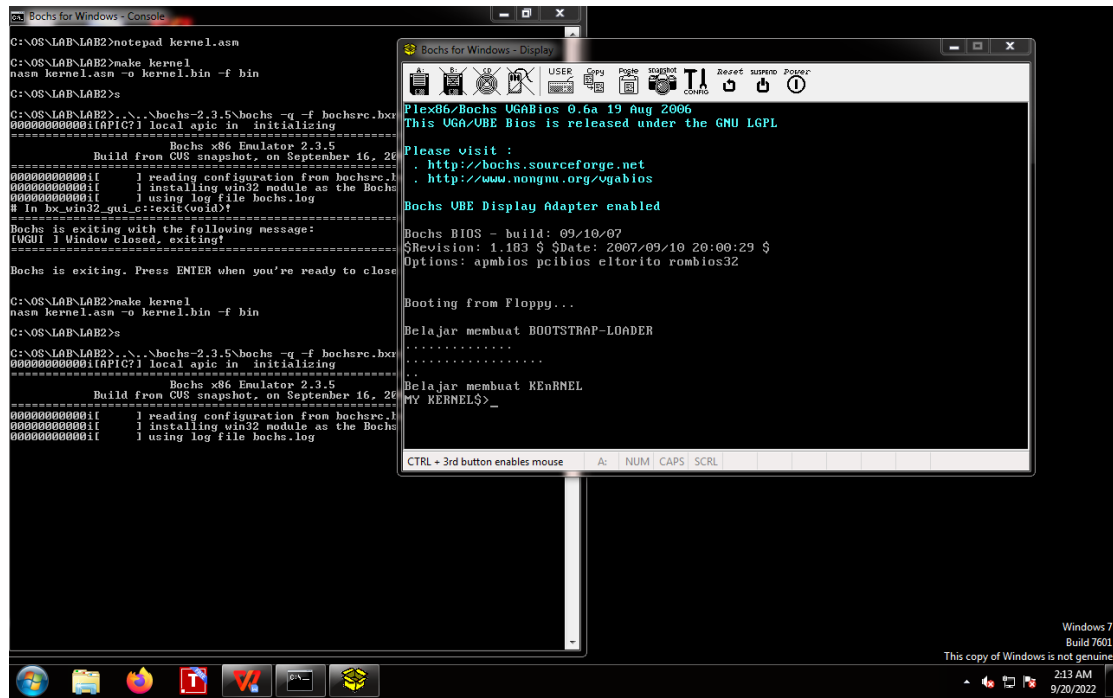 Bochs for Windows - Console
C:\OS\LAB\LAB2>notepad kernel.asm
C:\OS\LAB\LAB2>make kernel
nasm kernel.asm -o kernel.bin -f bin
C:\OS\LAB\LAB2>s
C:\OS\LAB\LAB2>..\..\bochs-2.3.5\bochs -q -f bochsrc.bx
00000000000i[APIC?] local apic in  initializing
========================================================================
Bochs x86 Emulator 2.3.5
Build from CVS snapshot, on September 16, 20
========================================================================
00000000000i[     ] reading configuration from bochsrc.b
00000000000i[     ] installing win32 module as the Bochs
00000000000i[     ] using log file bochs.log
# In bx_win32_gui_c::exit(void)!
========================================================================
Bochs is exiting with the following message:
[WGUI ] Window closed, exiting!
========================================================================
Bochs is exiting. Press ENTER when you're ready to close
C:\OS\LAB\LAB2>make kernel
nasm kernel.asm -o kernel.bin -f bin
C:\OS\LAB\LAB2>s
C:\OS\LAB\LAB2>..\..\bochs-2.3.5\bochs -q -f bochsrc.bx
00000000000i[APIC?] local apic in  initializing
========================================================================
Bochs x86 Emulator 2.3.5
Build from CVS snapshot, on September 16, 20
========================================================================
00000000000i[     ] reading configuration from bochsrc.b
00000000000i[     ] installing win32 module as the Bochs
00000000000i[     ] using log file bochs.log
Bochs for Windows - Display
A: B: CD USER Copy Paste snapshot CONFIG Reset SUSPEND Power
Plex86/Bochs VGABios 0.6a 19 Aug 2006
This VGA/VBE Bios is released under the GNU LGPL
Please visit :
. http://bochs.sourceforge.net
. http://www.nongnu.org/vgabios
Bochs VBE Display Adapter enabled
Bochs BIOS - build: 09/10/07
$Revision: 1.183 $ $Date: 2007/09/10 20:00:29 $
Options: apmbios pcibios eltorito rombios32
Booting from Floppy...
Belajar membuat BOOTSTRAP-LOADER
..............
..................
..
Belajar membuat KEnRNEL
MY KERNEL$>_
CTRL + 3rd button enables mouse A: NUM CAPS SCRL
Windows 7
Build 7601
This copy of Windows is not genuine
2:13 AM
9/20/2022